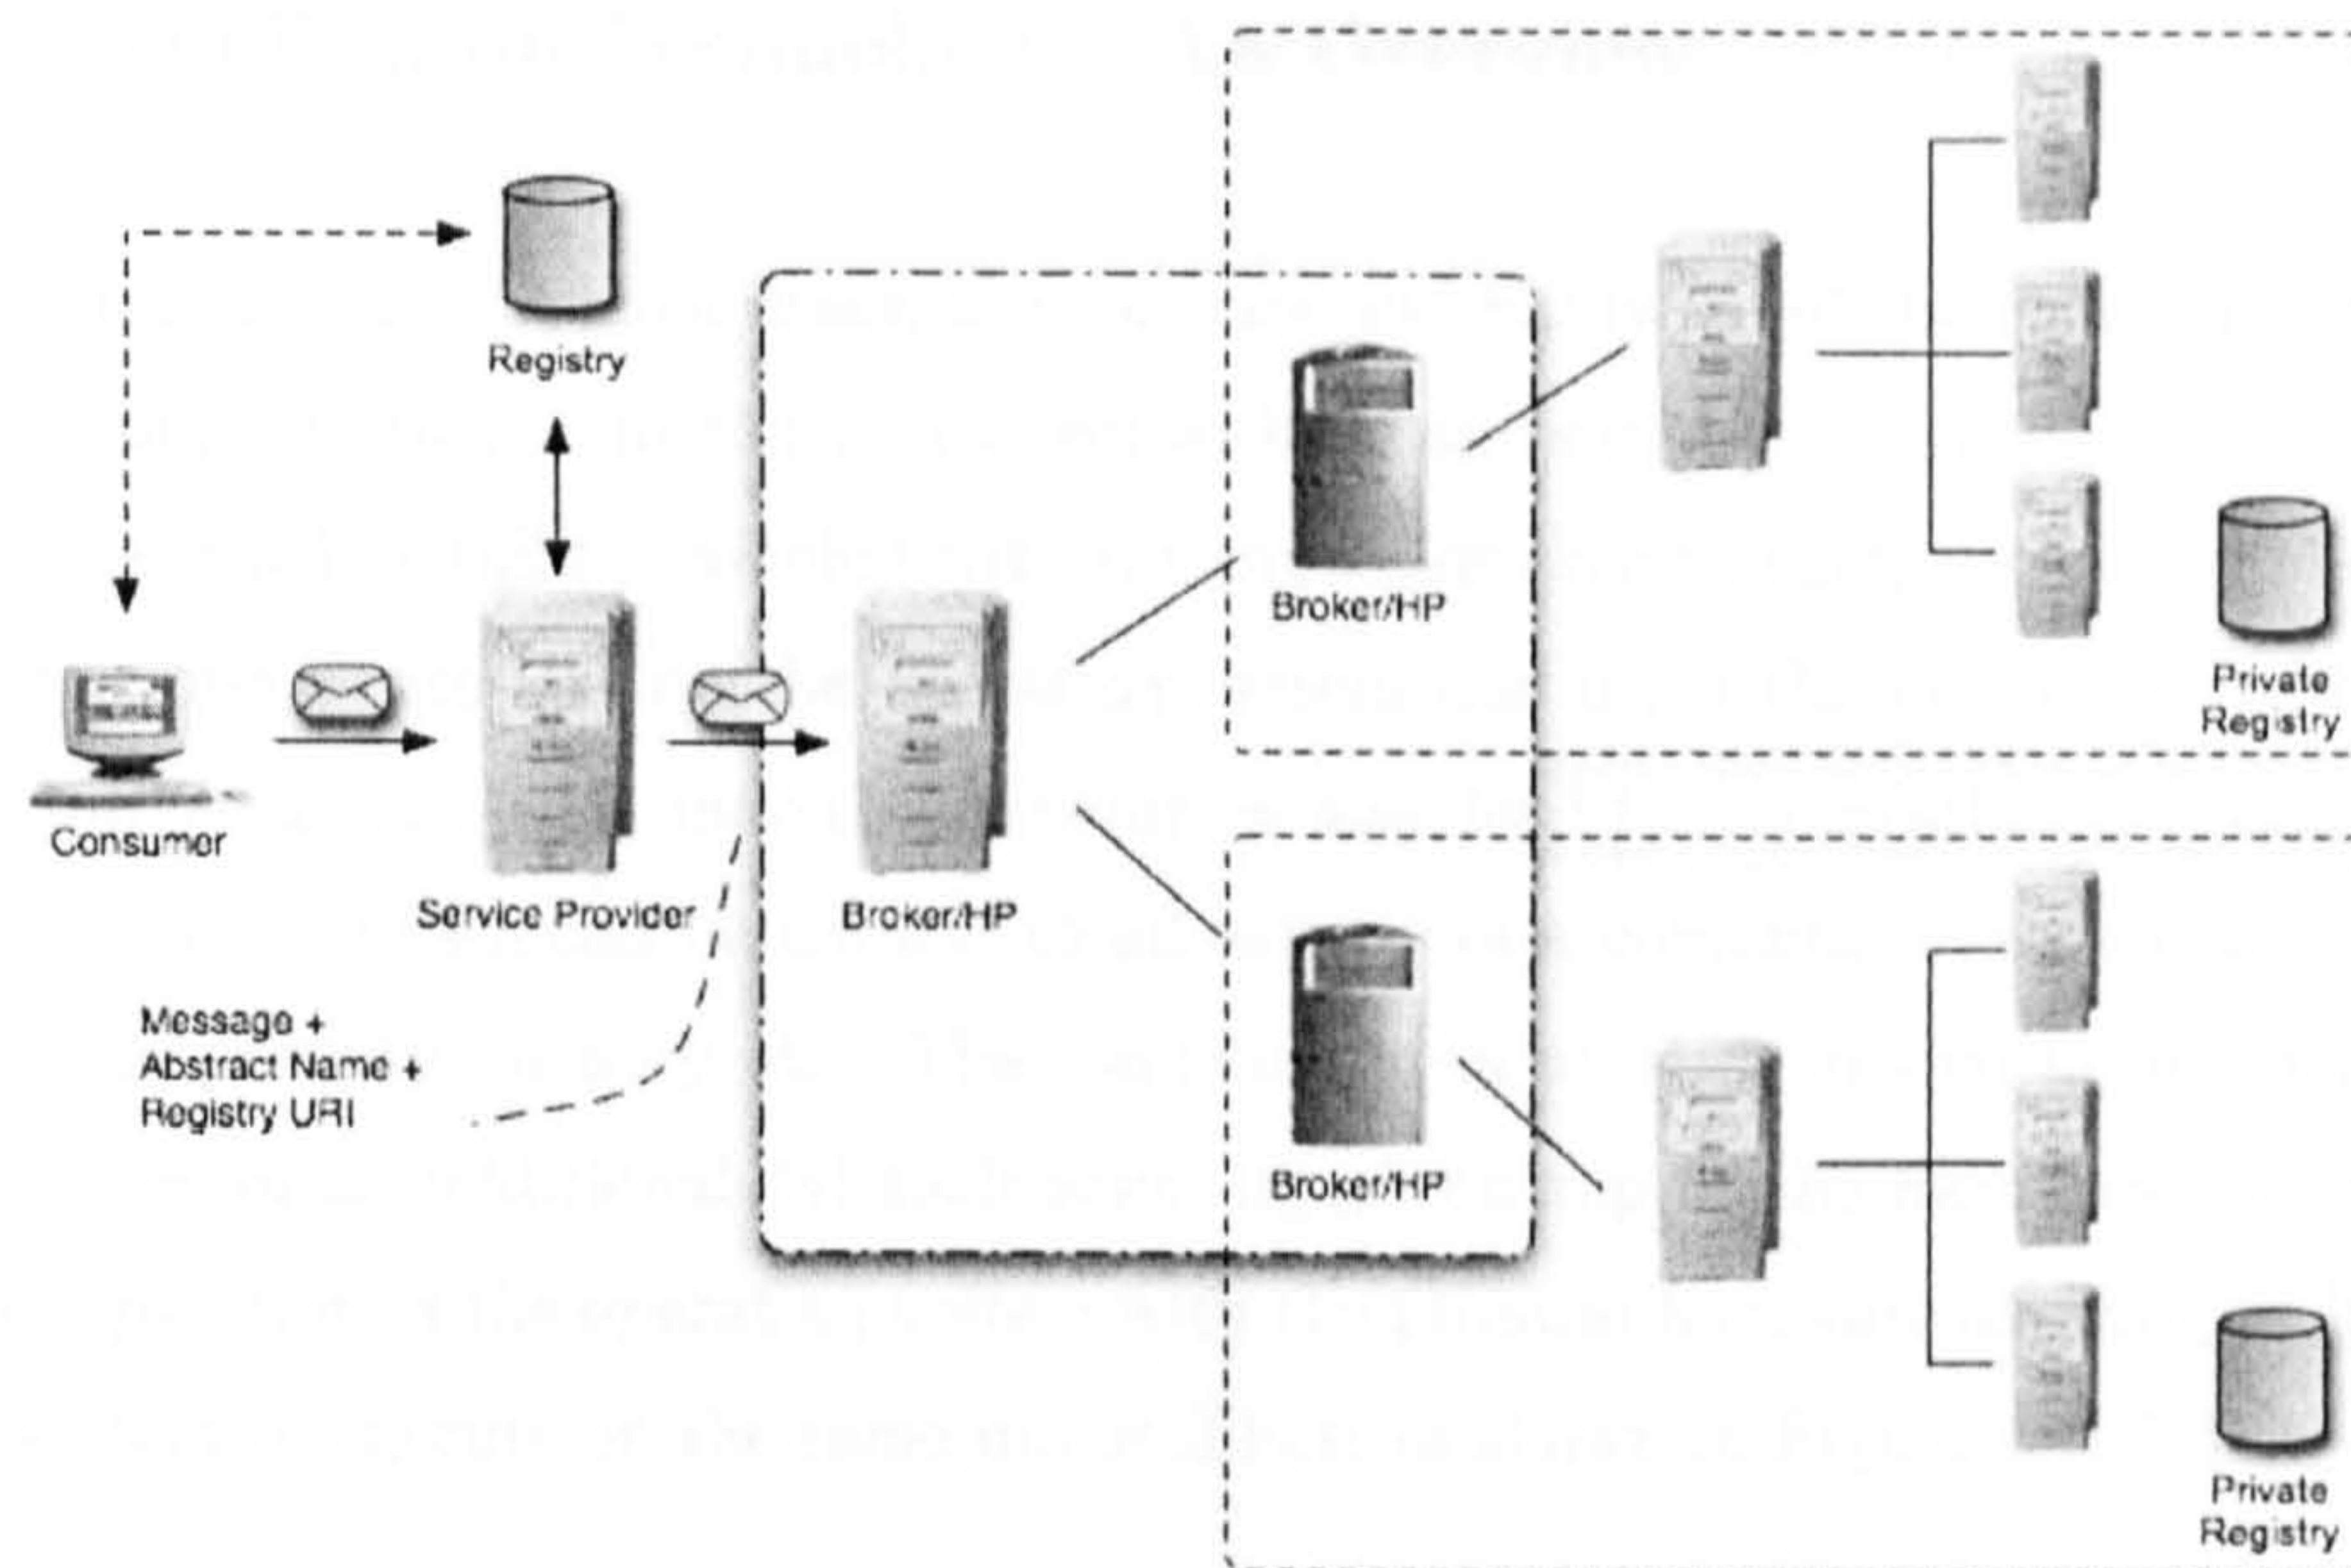 Registry
Broker/HP
Private
Registry
Consumer
Service Provider
Broker/HP
Message +
Abstract Name +
Registry URI
Broker/HP
Private
Registry